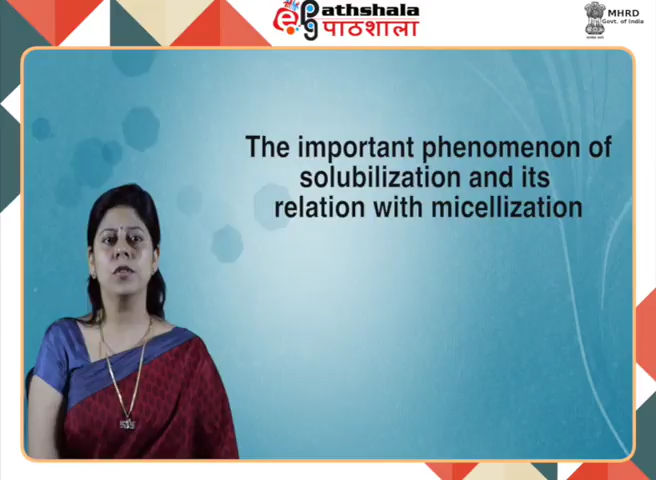 ePathshala
पाठशाला
MHRD
Govt. of India
The important phenomenon of
solubilization and its
relation with micellization